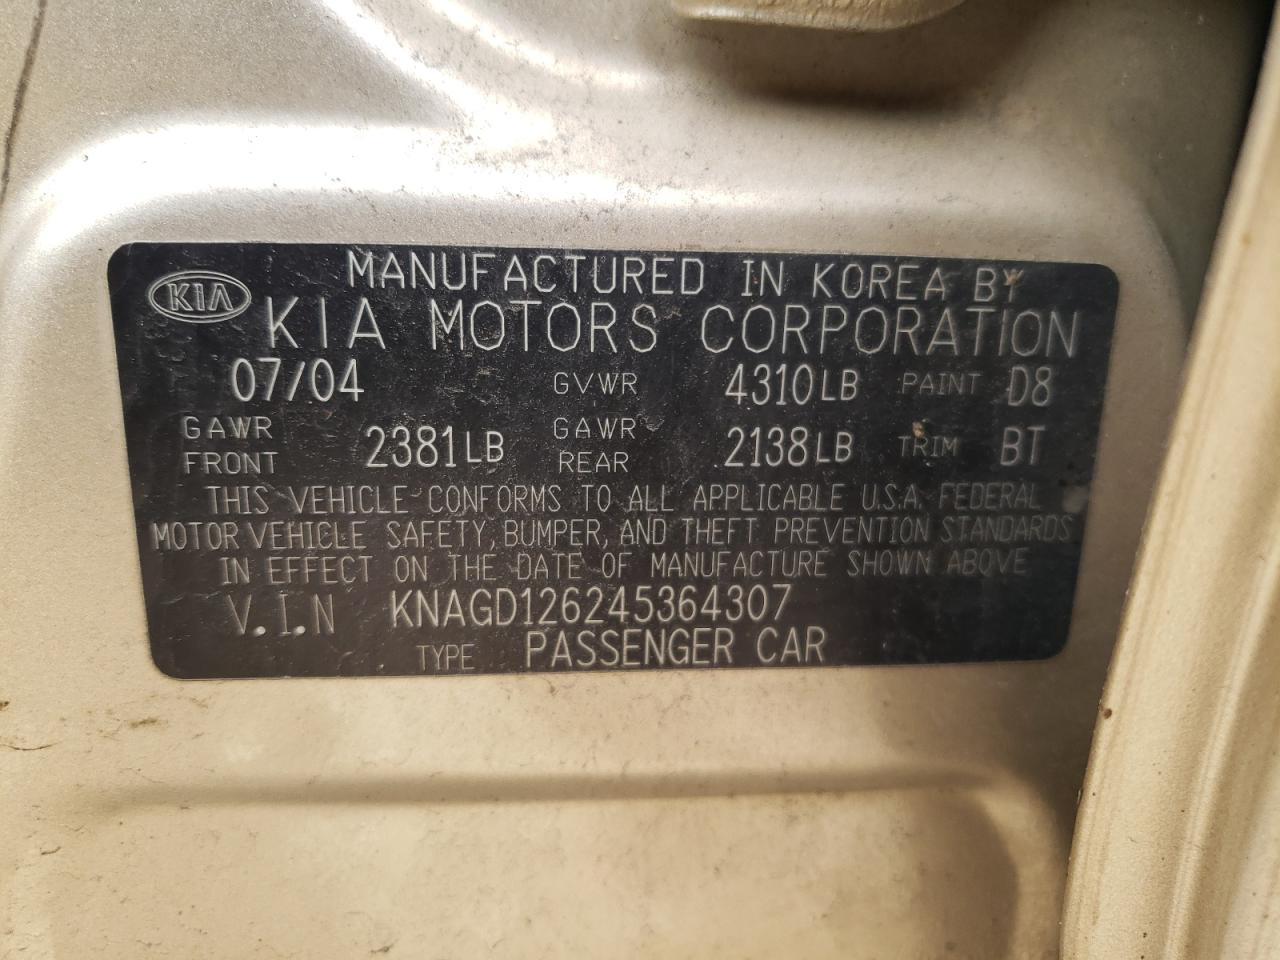 KIA
MANUFACTURED IN KOREA BY
KIA MOTORS CORPORATION
07/04 GVWR 4310LB PAINT D8
GAWR FRONT 2381LB GAWR REAR 2138LB TRIM BT
THIS VEHICLE CONFORMS TO ALL APPLICABLE U.S.A. FEDERAL
MOTOR VEHICLE SAFETY, BUMPER, AND THEFT PREVENTION STANDARDS
IN EFFECT ON THE DATE OF MANUFACTURE SHOWN ABOVE
V.I.N KNAGD126245364307
TYPE PASSENGER CAR